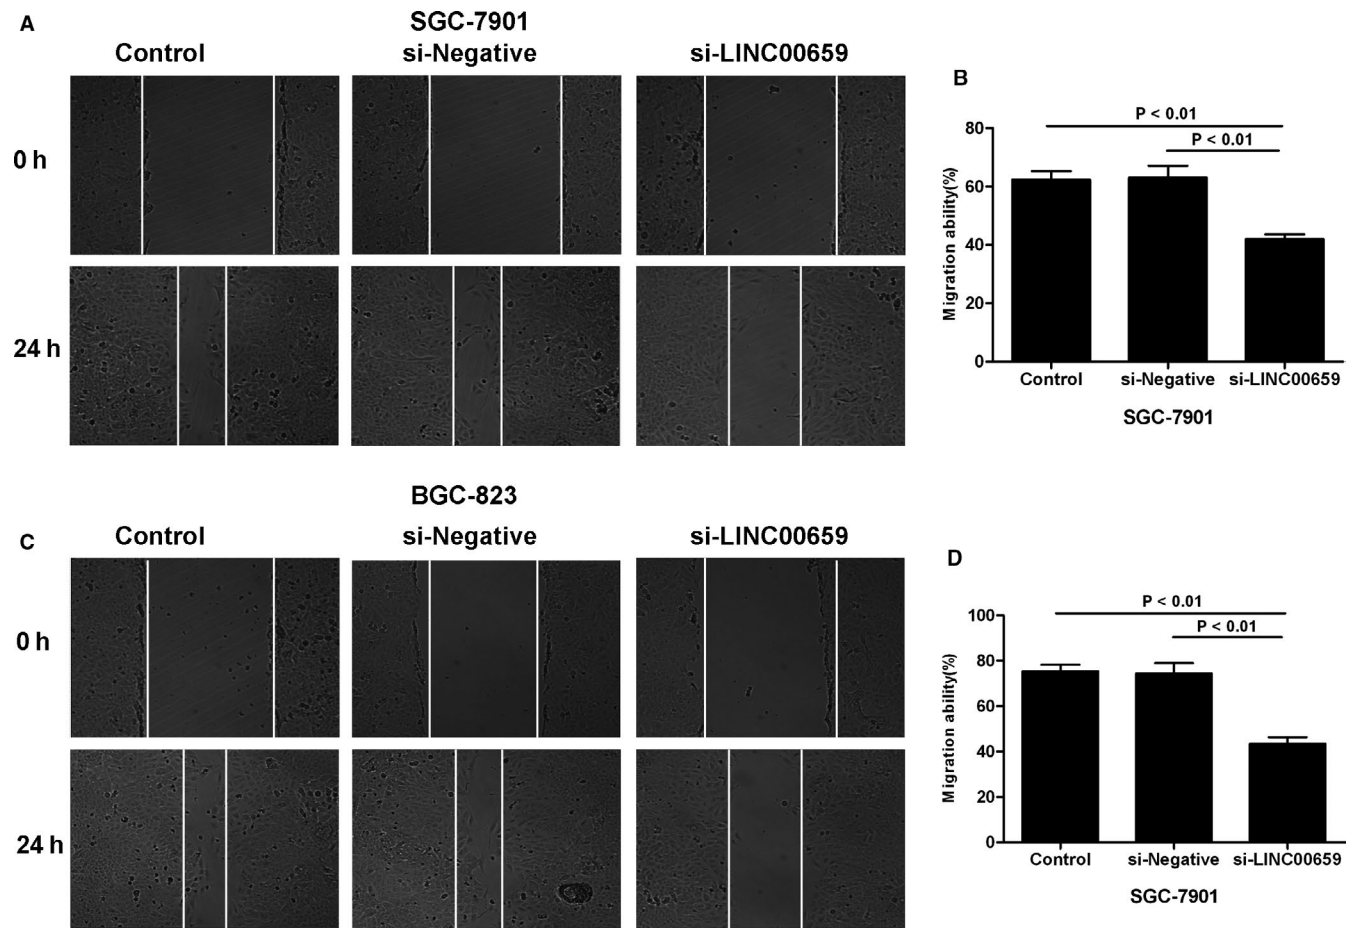 A
SGC-7901
Control si-Negative si-LINC00659
0 h
24 h
B
P < 0.01
P < 0.01
80
60
40
20
0
Migration ability(%)
Control si-Negative si-LINC00659
SGC-7901
BGC-823
C
Control si-Negative si-LINC00659
0 h
24 h
D
P < 0.01
P < 0.01
100
80
60
40
20
0
Migration ability(%)
Control si-Negative si-LINC00659
SGC-7901